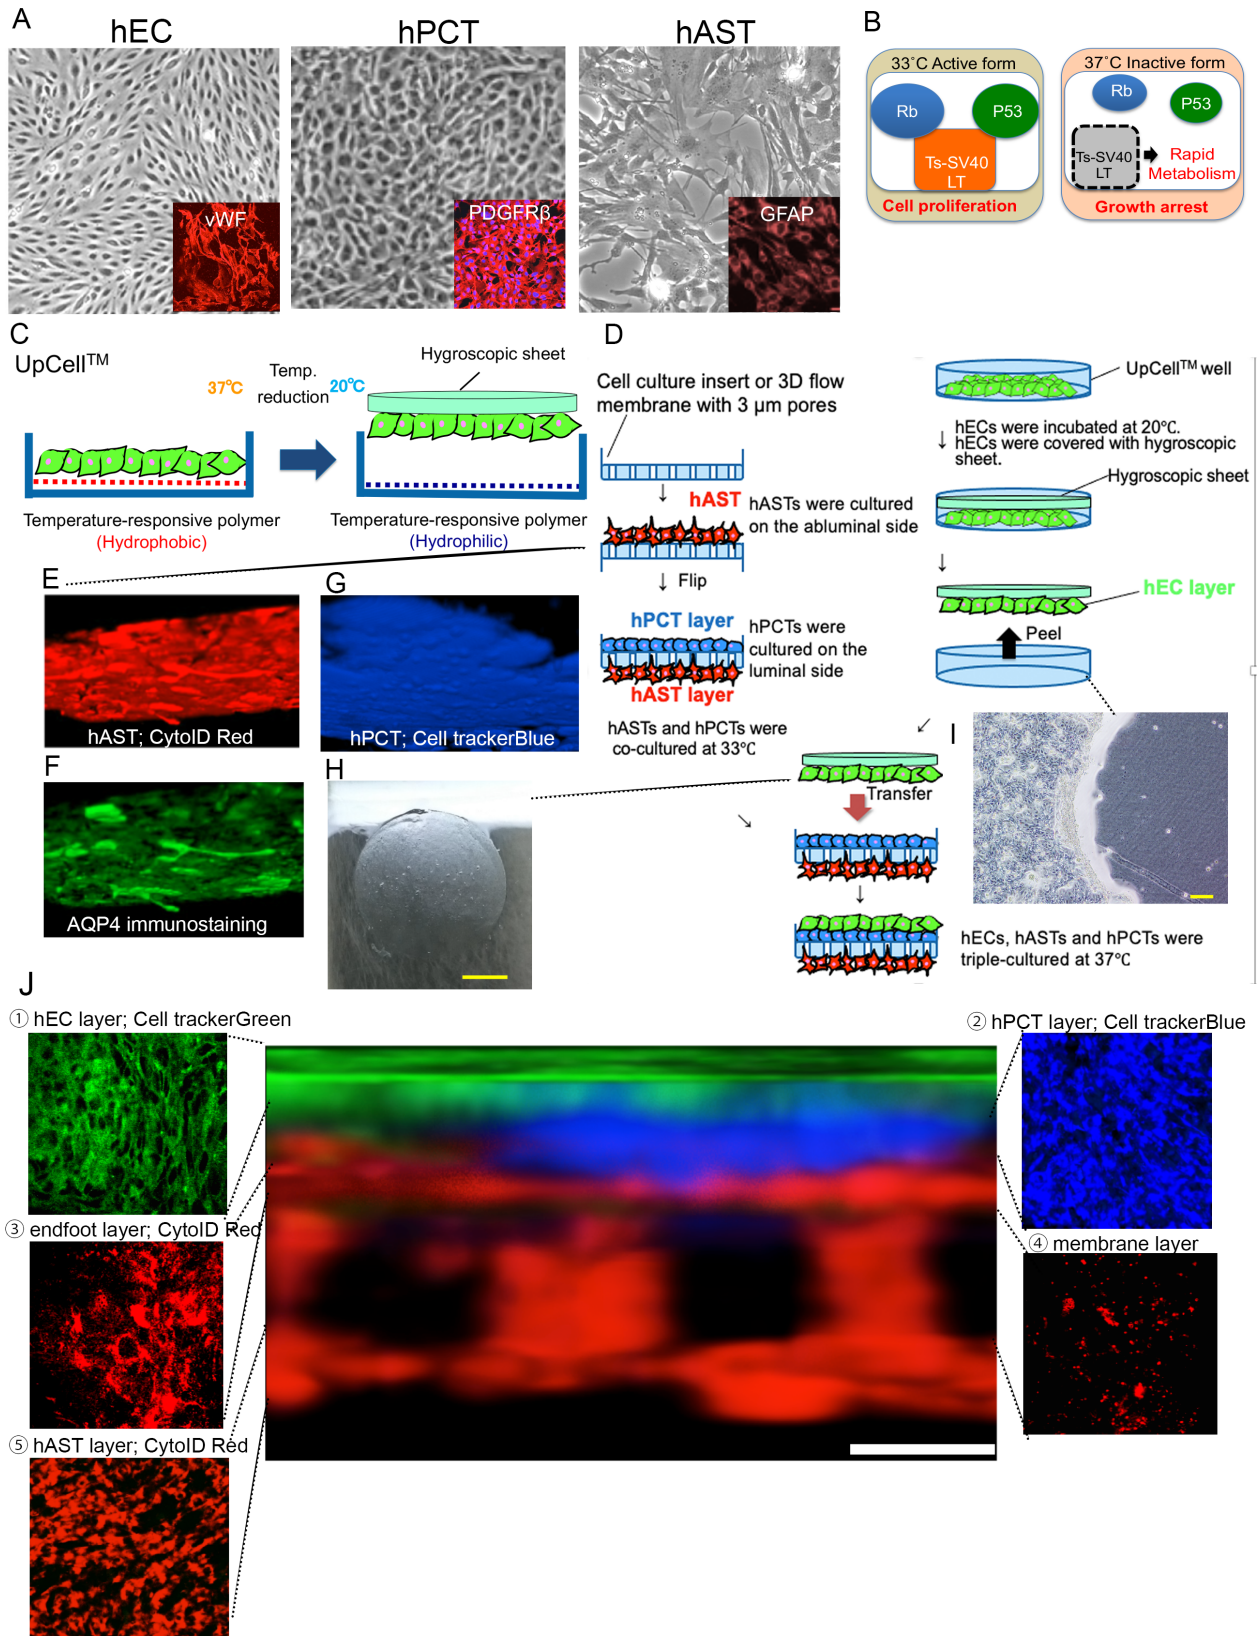 A
hEC
hPCT
hAST
vWF
PDGFRβ
GFAP
B
33˚C Active form
Rb
P53
Ts-SV40
LT
Cell proliferation
37˚C Inactive form
Rb
P53
Ts-SV40
LT
Rapid
Metabolism
Growth arrest
C
UpCell™
37℃
Temp.
reduction
20℃
Hygroscopic sheet
Temperature-responsive polymer
(Hydrophobic)
Temperature-responsive polymer
(Hydrophilic)
D
Cell culture insert or 3D flow
membrane with 3 µm pores
↓
hAST
hASTs were cultured
on the abluminal side
↓ Flip
hPCT layer
hPCTs were
cultured on the
luminal side
hAST layer
hASTs and hPCTs were
co-cultured at 33℃
UpCell™ well
↓ hECs were incubated at 20℃.
hECs were covered with hygroscopic
sheet.
Hygroscopic sheet
↓
hEC layer
Peel
↙
Transfer
↘
↓
hECs, hASTs and hPCTs were
triple-cultured at 37℃
E
hAST; CytoID Red
F
AQP4 immunostaining
G
hPCT; Cell trackerBlue
H
I
J
① hEC layer; Cell trackerGreen
② hPCT layer; Cell trackerBlue
③ endfoot layer; CytoID Red
④ membrane layer
⑤ hAST layer; CytoID Red